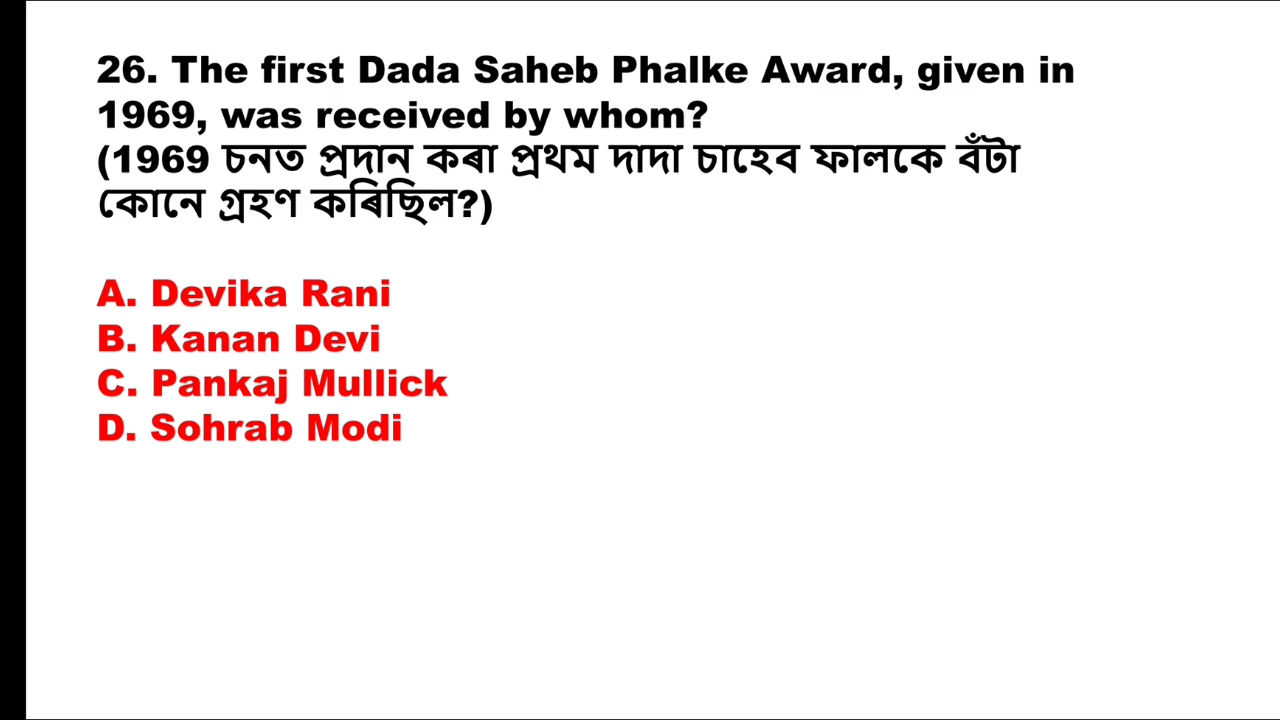 26. The first Dada Saheb Phalke Award, given in
1969, was received by whom?
(1969 চনত প্ৰদান কৰা প্ৰথম দাদা চাহেব ফালকে বঁটা
কোনে গ্ৰহণ কৰিছিল?)
A. Devika Rani
B. Kanan Devi
C. Pankaj Mullick
D. Sohrab Modi